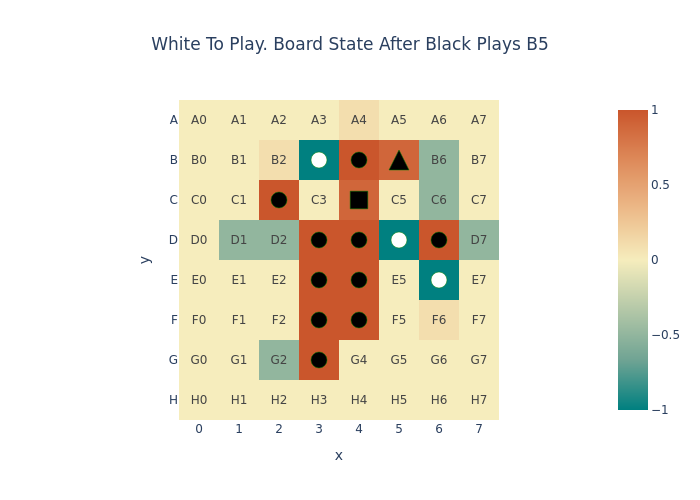 White To Play. Board State After Black Plays B5
A A0 A1 A2 A3 A4 A5 A6 A7
B B0 B1 B2 B6 B7
C C0 C1 C3 C5 C6 C7
D D0 D1 D2 D7
E E0 E1 E2 E5 E7
F F0 F1 F2 F5 F6 F7
G G0 G1 G2 G4 G5 G6 G7
H H0 H1 H2 H3 H4 H5 H6 H7
0 1 2 3 4 5 6 7
x
y
1
0.5
0
−0.5
−1